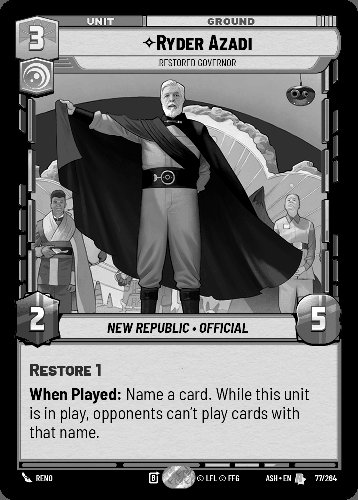 UNIT
GROUND
3
Ryder Azadi
RESTORED GOVERNOR
2
5
NEW REPUBLIC • OFFICIAL
RESTORE 1
When Played: Name a card. While this unit
is in play, opponents can't play cards with
that name.
RENO
© LFL © FFG
ASH • EN
77/264